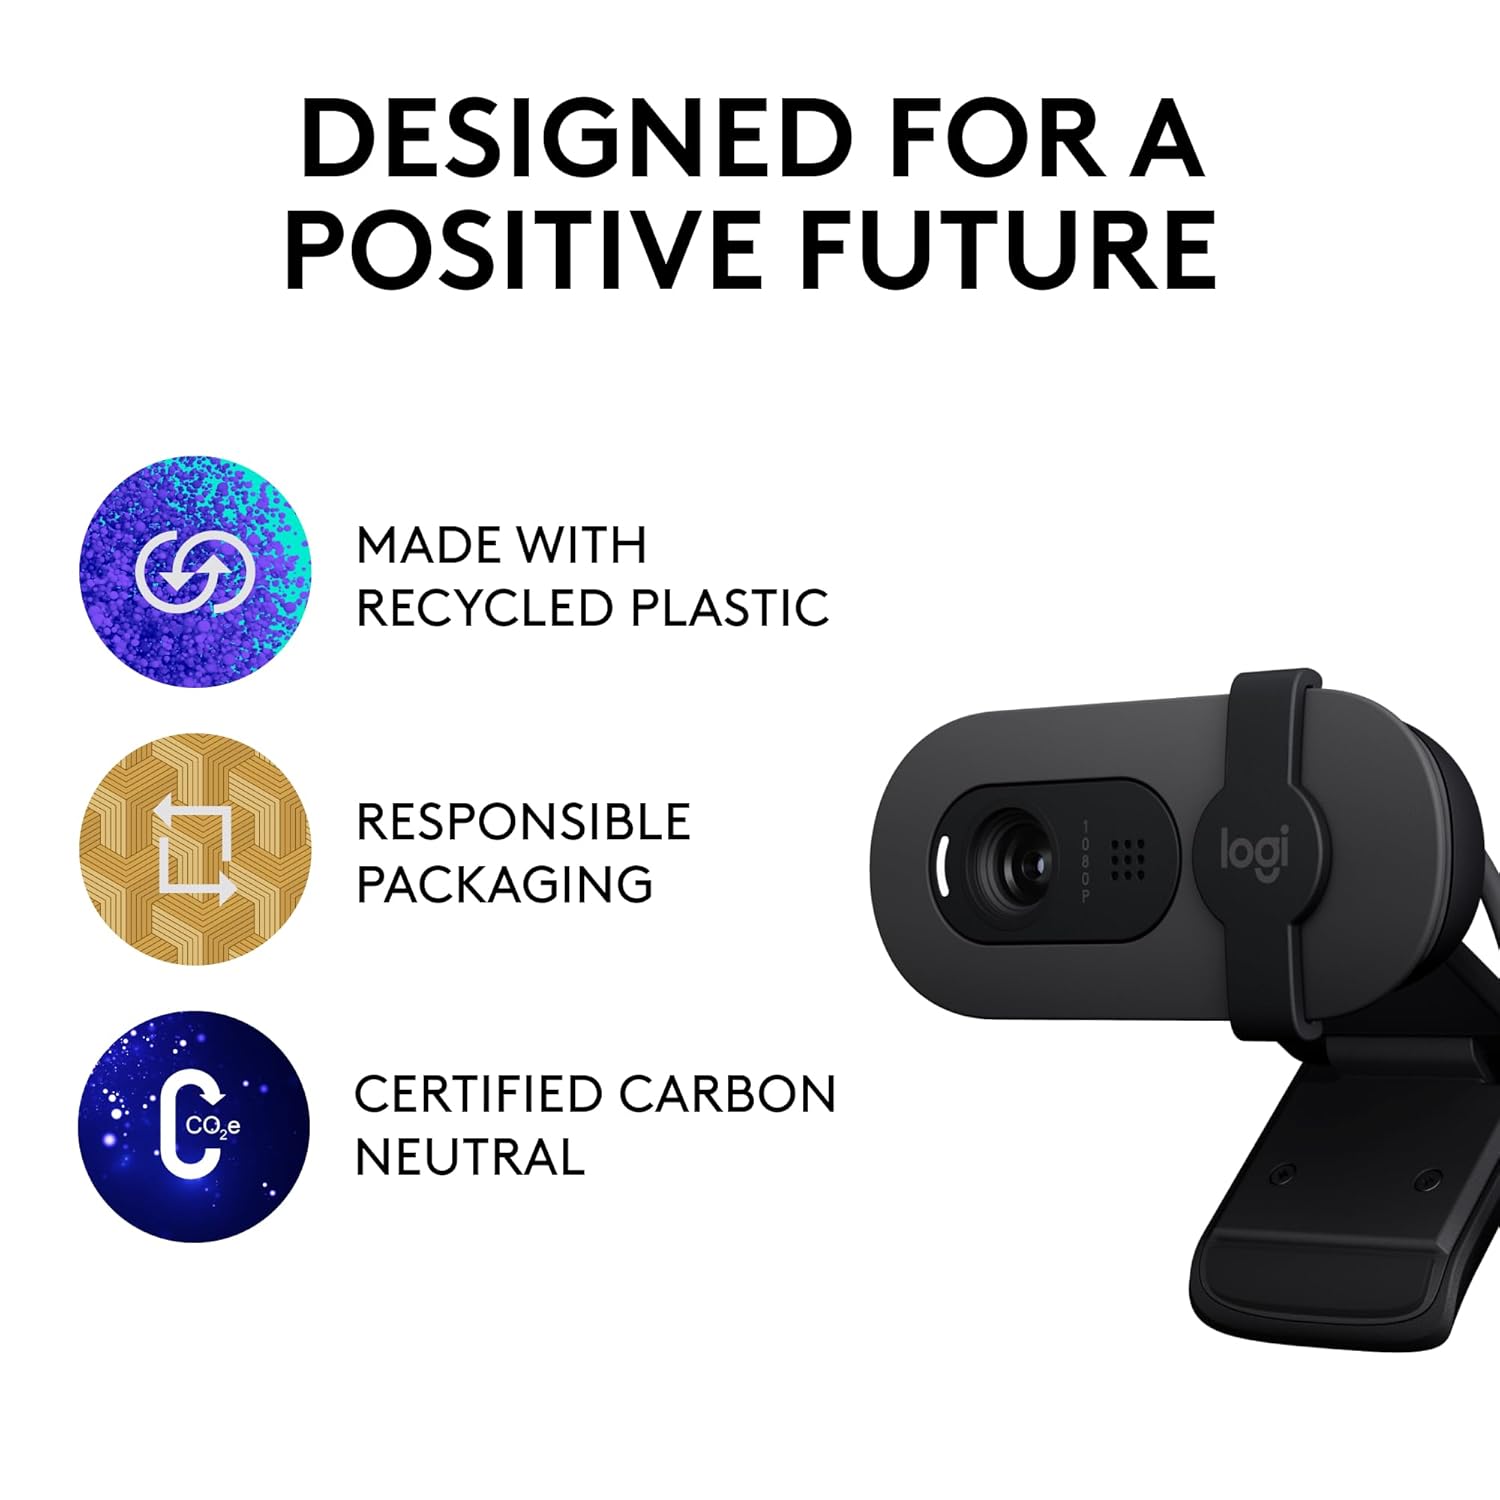 DESIGNED FOR A
POSITIVE FUTURE
MADE WITH
RECYCLED PLASTIC
RESPONSIBLE
PACKAGING
CO₂e
CERTIFIED CARBON
NEUTRAL
1080P
logi